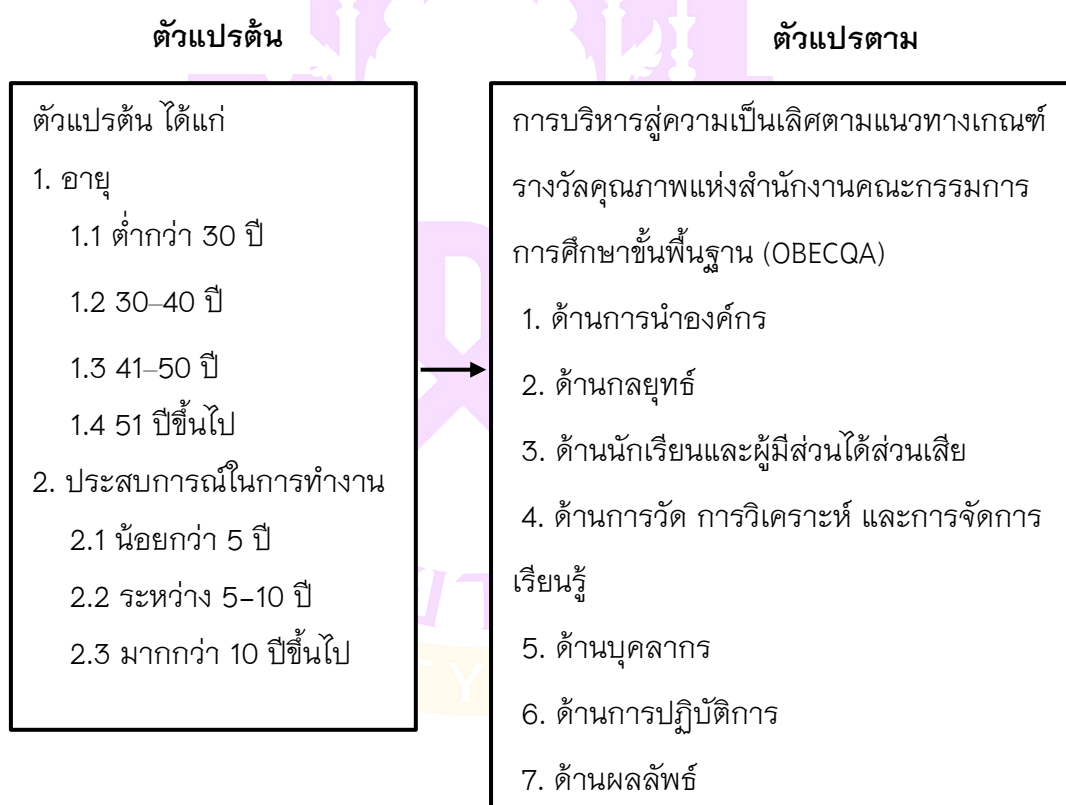 ตัวแปรต้น
ตัวแปรตาม
ตัวแปรต้น ได้แก่
1. อายุ
1.1 ต่ำกว่า 30 ปี
1.2 30–40 ปี
1.3 41–50 ปี
1.4 51 ปีขึ้นไป
2. ประสบการณ์ในการทำงาน
2.1 น้อยกว่า 5 ปี
2.2 ระหว่าง 5-10 ปี
2.3 มากกว่า 10 ปีขึ้นไป
การบริหารสู่ความเป็นเลิศตามแนวทางเกณฑ์
รางวัลคุณภาพแห่งสำนักงานคณะกรรมการ
การศึกษาขั้นพื้นฐาน (OBECQA)
1. ด้านการนำองค์กร
2. ด้านกลยุทธ์
3. ด้านนักเรียนและผู้มีส่วนได้ส่วนเสีย
4. ด้านการวัด การวิเคราะห์ และการจัดการ
เรียนรู้
5. ด้านบุคลากร
6. ด้านการปฏิบัติการ
7. ด้านผลลัพธ์